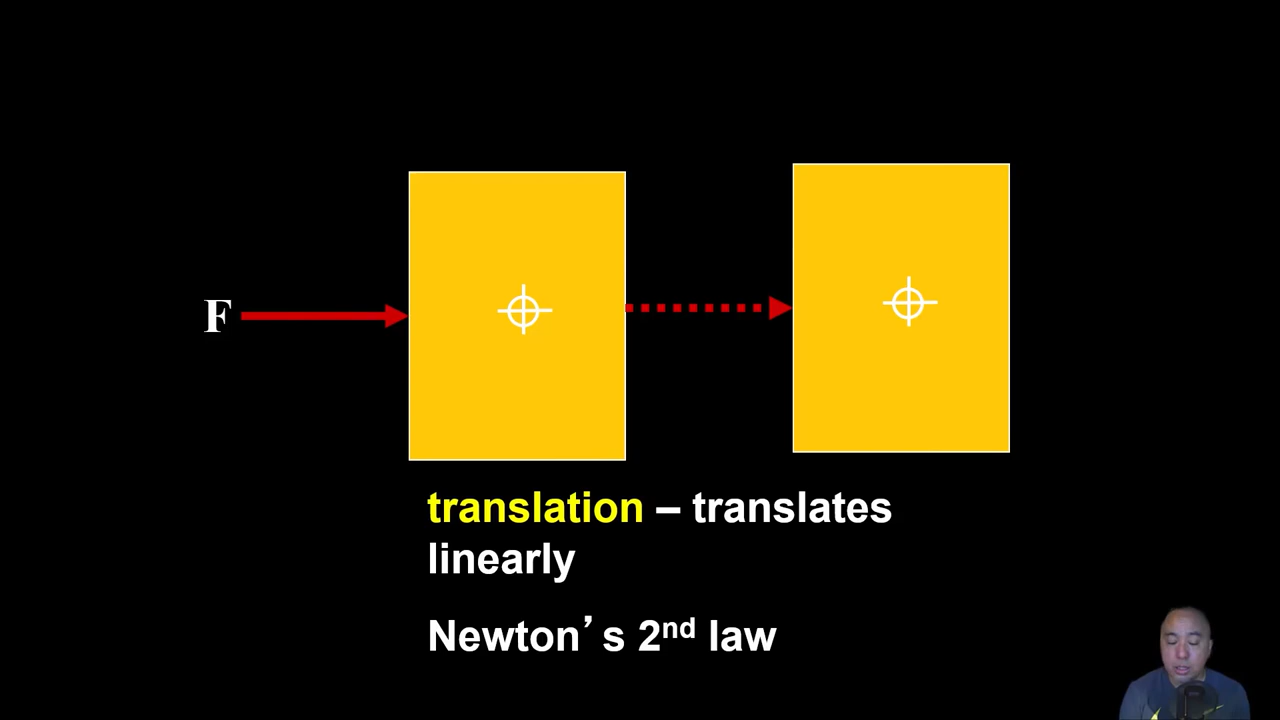 F
translation – translates
linearly
Newton’s 2nd law